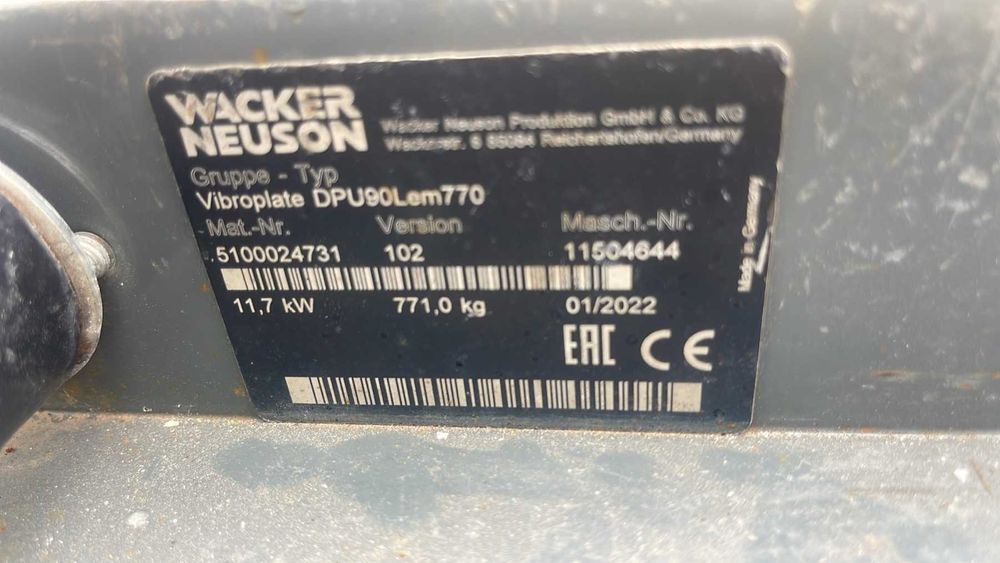 WACKER
NEUSON
Wacker Neuson Produktion GmbH & Co. KG
Wackerstr. 6 85084 Reichertshofen/Germany
Gruppe - Typ
Vibroplate DPU90Lem770
Mat.-Nr. Version Masch.-Nr.
5100024731 102 11504644
11,7 kW 771,0 kg 01/2022
EAC CE
Made in Germany